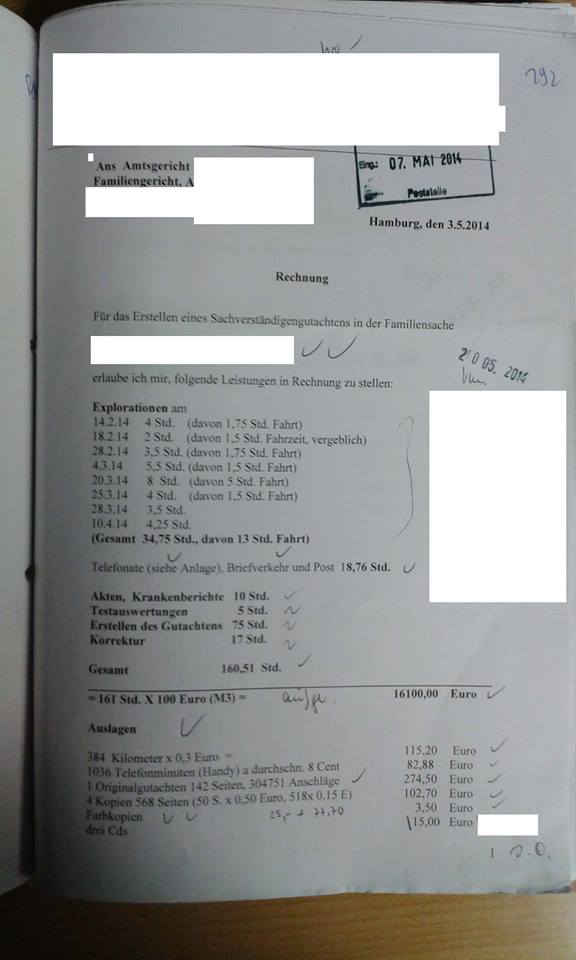 292
Eing.: 07. MAI 2014
Poststelle
Ans Amtsgericht
Familiengericht, A
Hamburg, den 3.5.2014
Rechnung
Für das Erstellen eines Sachverständigengutachtens in der Familiensache
20 05. 2014
erlaube ich mir, folgende Leistungen in Rechnung zu stellen:
Explorationen am
14.2.14 4 Std. (davon 1,75 Std. Fahrt)
18.2.14 2 Std. (davon 1,5 Std. Fahrzeit, vergeblich)
28.2.14 3,5 Std. (davon 1,75 Std. Fahrt)
4.3.14 5,5 Std. (davon 1,5 Std. Fahrt)
20.3.14 8 Std. (davon 5 Std. Fahrt)
25.3.14 4 Std. (davon 1,5 Std. Fahrt)
28.3.14 3,5 Std.
10.4.14 4,25 Std.
(Gesamt 34,75 Std., davon 13 Std. Fahrt)
Telefonate (siehe Anlage), Briefverkehr und Post 18,76 Std.
Akten, Krankenberichte 10 Std.
Testauswertungen 5 Std.
Erstellen des Gutachtens 75 Std.
Korrektur 17 Std.
Gesamt 160,51 Std.
= 161 Std. X 100 Euro (M3) = aufge. 16100,00 Euro
Auslagen
384 Kilometer x 0,3 Euro = 115,20 Euro
1036 Telefonminuten (Handy) a durchschn. 8 Cent 82,88 Euro
1 Originalgutachten 142 Seiten, 304751 Anschläge 274,50 Euro
4 Kopien 568 Seiten (50 S. x 0,50 Euro, 518x 0,15 E) 102,70 Euro
Farbkopien 25,- + 77,70 3,50 Euro
drei Cds 15,00 Euro
1